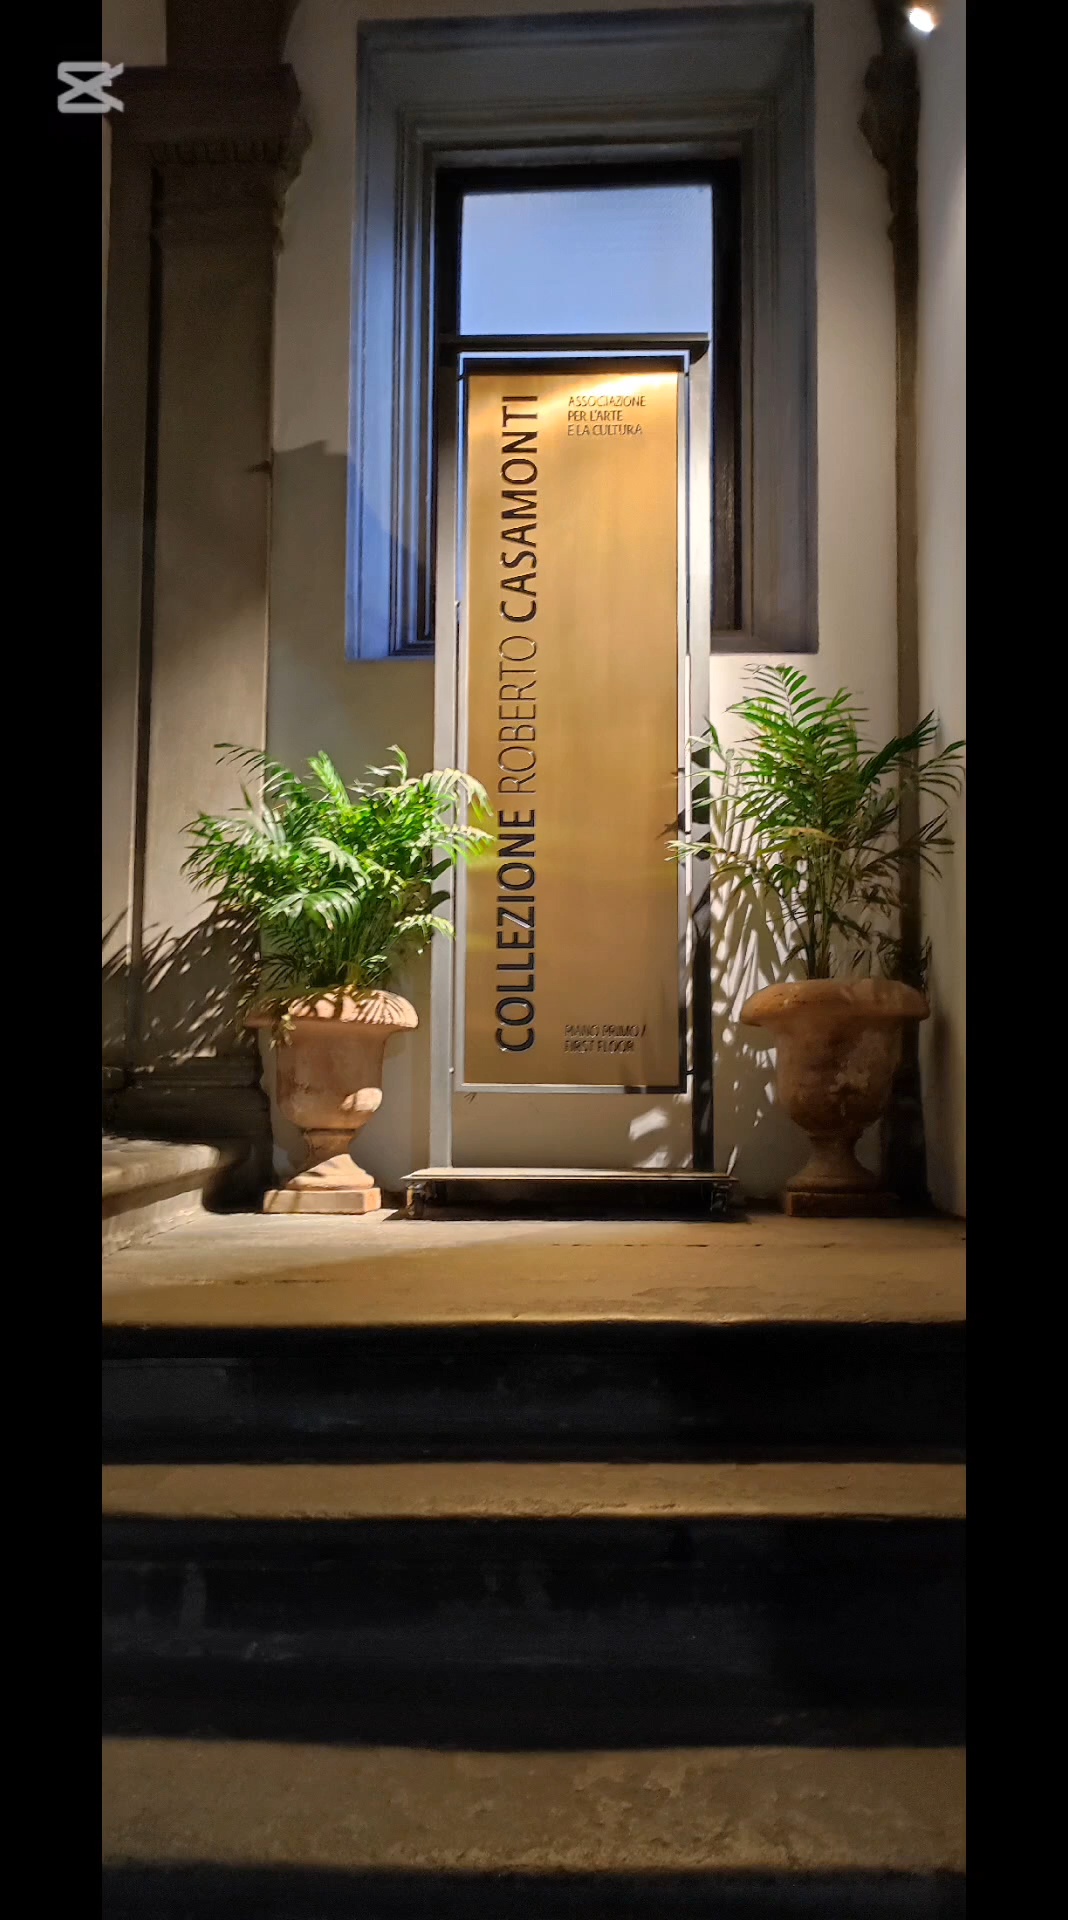 COLLEZIONE ROBERTO CASAMONTI
ASSOCIAZIONE
PER L'ARTE
E LA CULTURA
PIANO PRIMO /
FIRST FLOOR